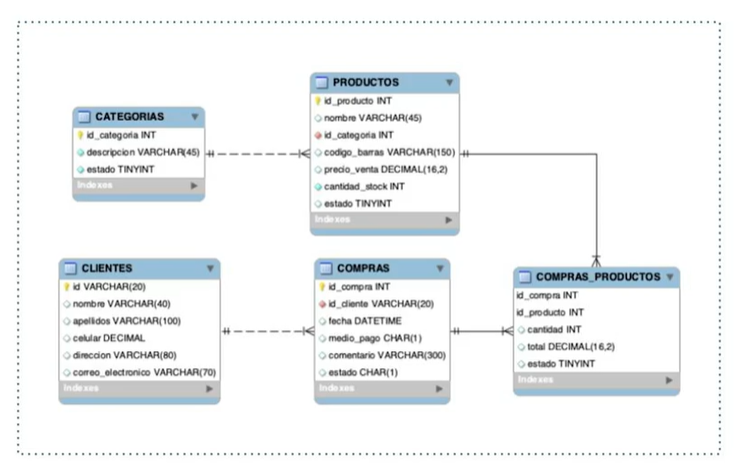 CATEGORIAS
id_categoria INT
descripcion VARCHAR(45)
estado TINYINT
Indexes
PRODUCTOS
id_producto INT
nombre VARCHAR(45)
id_categoria INT
codigo_barras VARCHAR(150)
precio_venta DECIMAL(16,2)
cantidad_stock INT
estado TINYINT
Indexes
CLIENTES
id VARCHAR(20)
nombre VARCHAR(40)
apellidos VARCHAR(100)
celular DECIMAL
direccion VARCHAR(80)
correo_electronico VARCHAR(70)
Indexes
COMPRAS
id_compra INT
id_cliente VARCHAR(20)
fecha DATETIME
medio_pago CHAR(1)
comentario VARCHAR(300)
estado CHAR(1)
Indexes
COMPRAS_PRODUCTOS
id_compra INT
id_producto INT
cantidad INT
total DECIMAL(16,2)
estado TINYINT
Indexes